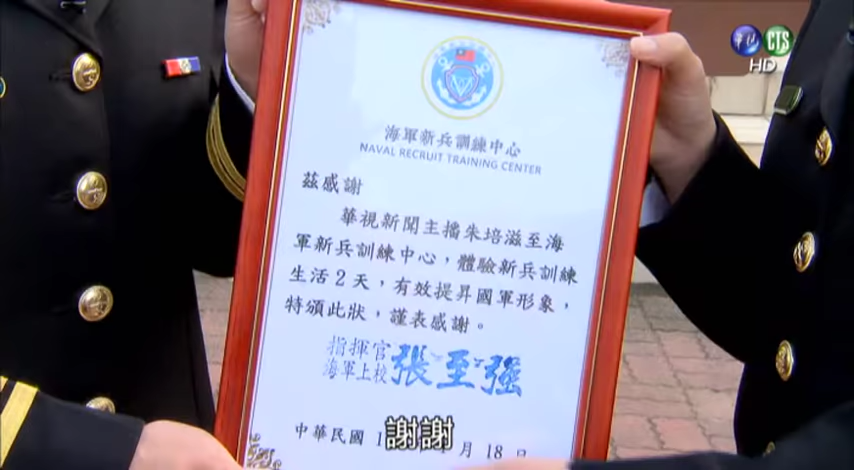 華視
CTS
HD
海軍新兵訓練中心
NAVAL RECRUIT TRAINING CENTER
茲感謝
華視新聞主播朱培滋至海
軍新兵訓練中心，體驗新兵訓練
生活2天，有效提昇國軍形象，
特頒此狀，謹表感謝。
指揮官
海軍上校
張至強
中華民國 1 月 18 日
謝謝